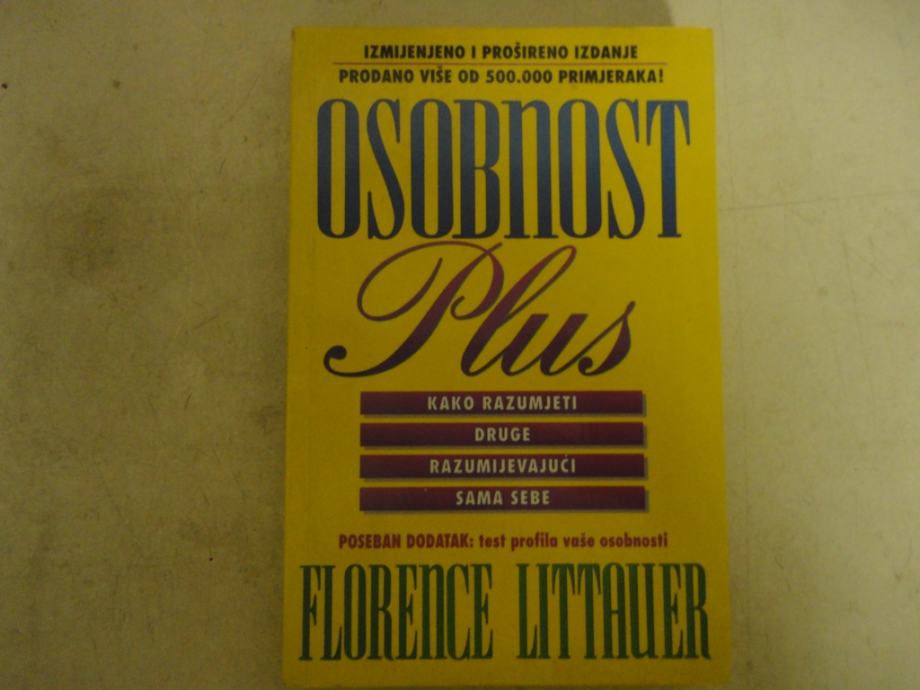 IZMIJENJENO I PROŠIRENO IZDANJE
PRODANO VIŠE OD 500.000 PRIMJERAKA!
OSOBNOST
Plus
KAKO RAZUMJETI
DRUGE
RAZUMIJEVAJUĆI
SAMA SEBE
POSEBAN DODATAK: test profila vaše osobnosti
FLORENCE LITTAUER